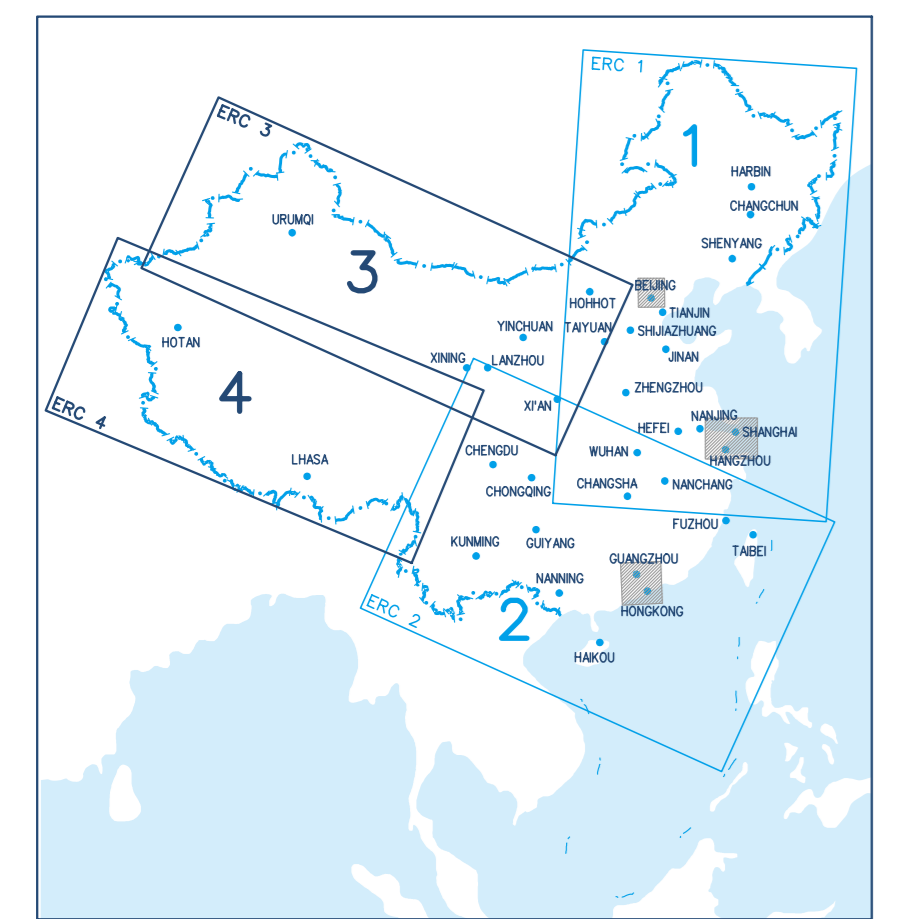 ERC 1
ERC 3
1
HARBIN
CHANGCHUN
URUMQI
SHENYANG
3
BEIJING
HOHHOT
TIANJIN
YINCHUAN
TAIYUAN
SHIJIAZHUANG
HOTAN
JINAN
XINING
LANZHOU
4
ZHENGZHOU
XI'AN
ERC 4
NANJING
HEFEI
SHANGHAI
CHENGDU
WUHAN
HANGZHOU
LHASA
CHONGQING
CHANGSHA
NANCHANG
FUZHOU
KUNMING
GUIYANG
TAIBEI
GUANGZHOU
NANNING
ERC 2
2
HONGKONG
HAIKOU